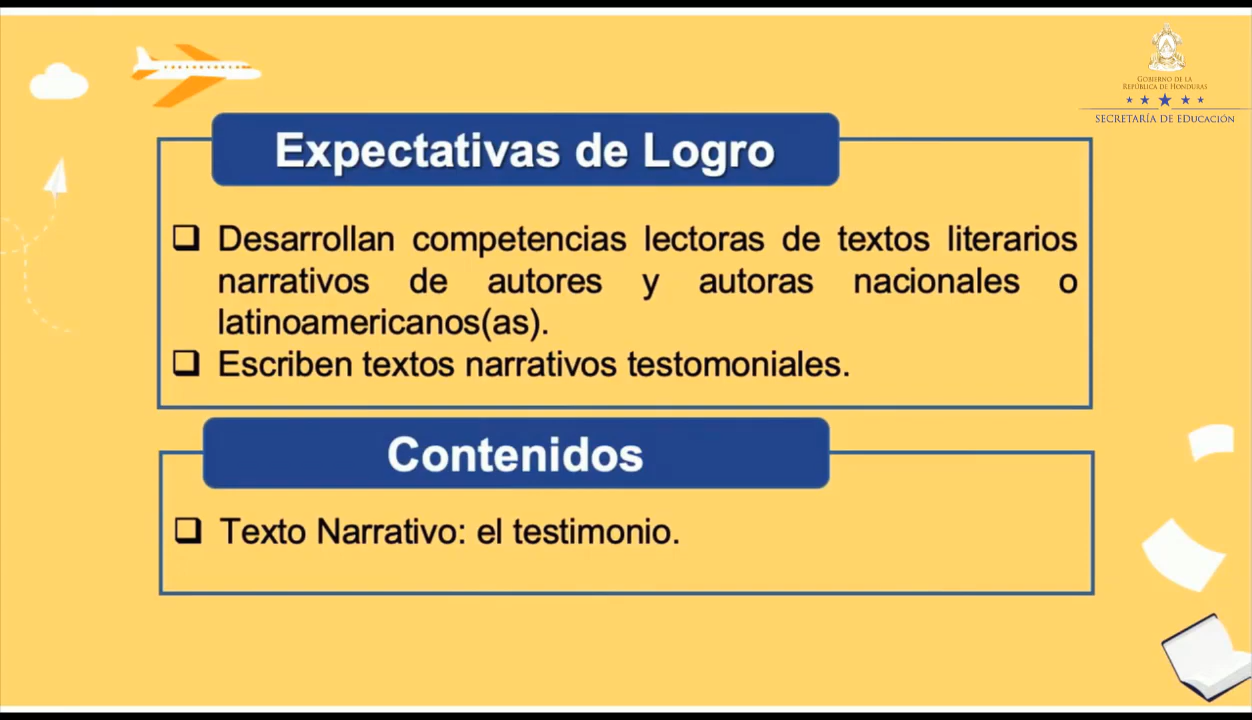 GOBIERNO DE LA
REPÚBLICA DE HONDURAS
SECRETARÍA DE EDUCACIÓN
Expectativas de Logro
❑ Desarrollan competencias lectoras de textos literarios
narrativos de autores y autoras nacionales o
latinoamericanos(as).
❑ Escriben textos narrativos testomoniales.
Contenidos
❑ Texto Narrativo: el testimonio.